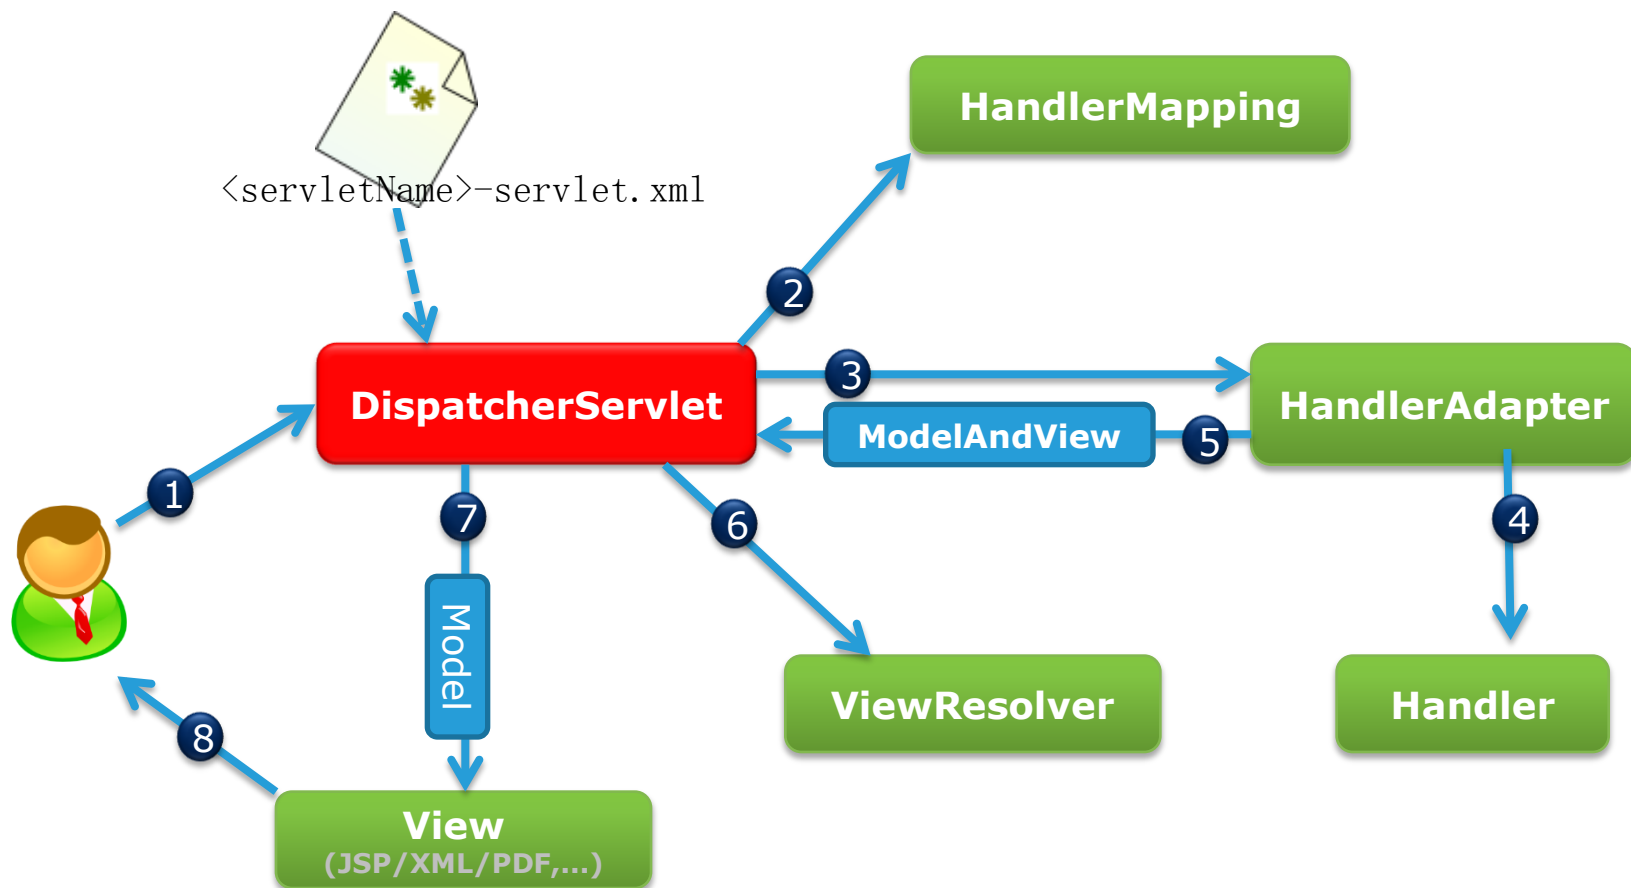 <servletName>-servlet.xml
HandlerMapping
2
DispatcherServlet
3
HandlerAdapter
ModelAndView
5
1
7
6
4
Model
ViewResolver
Handler
8
View
(JSP/XML/PDF,...)